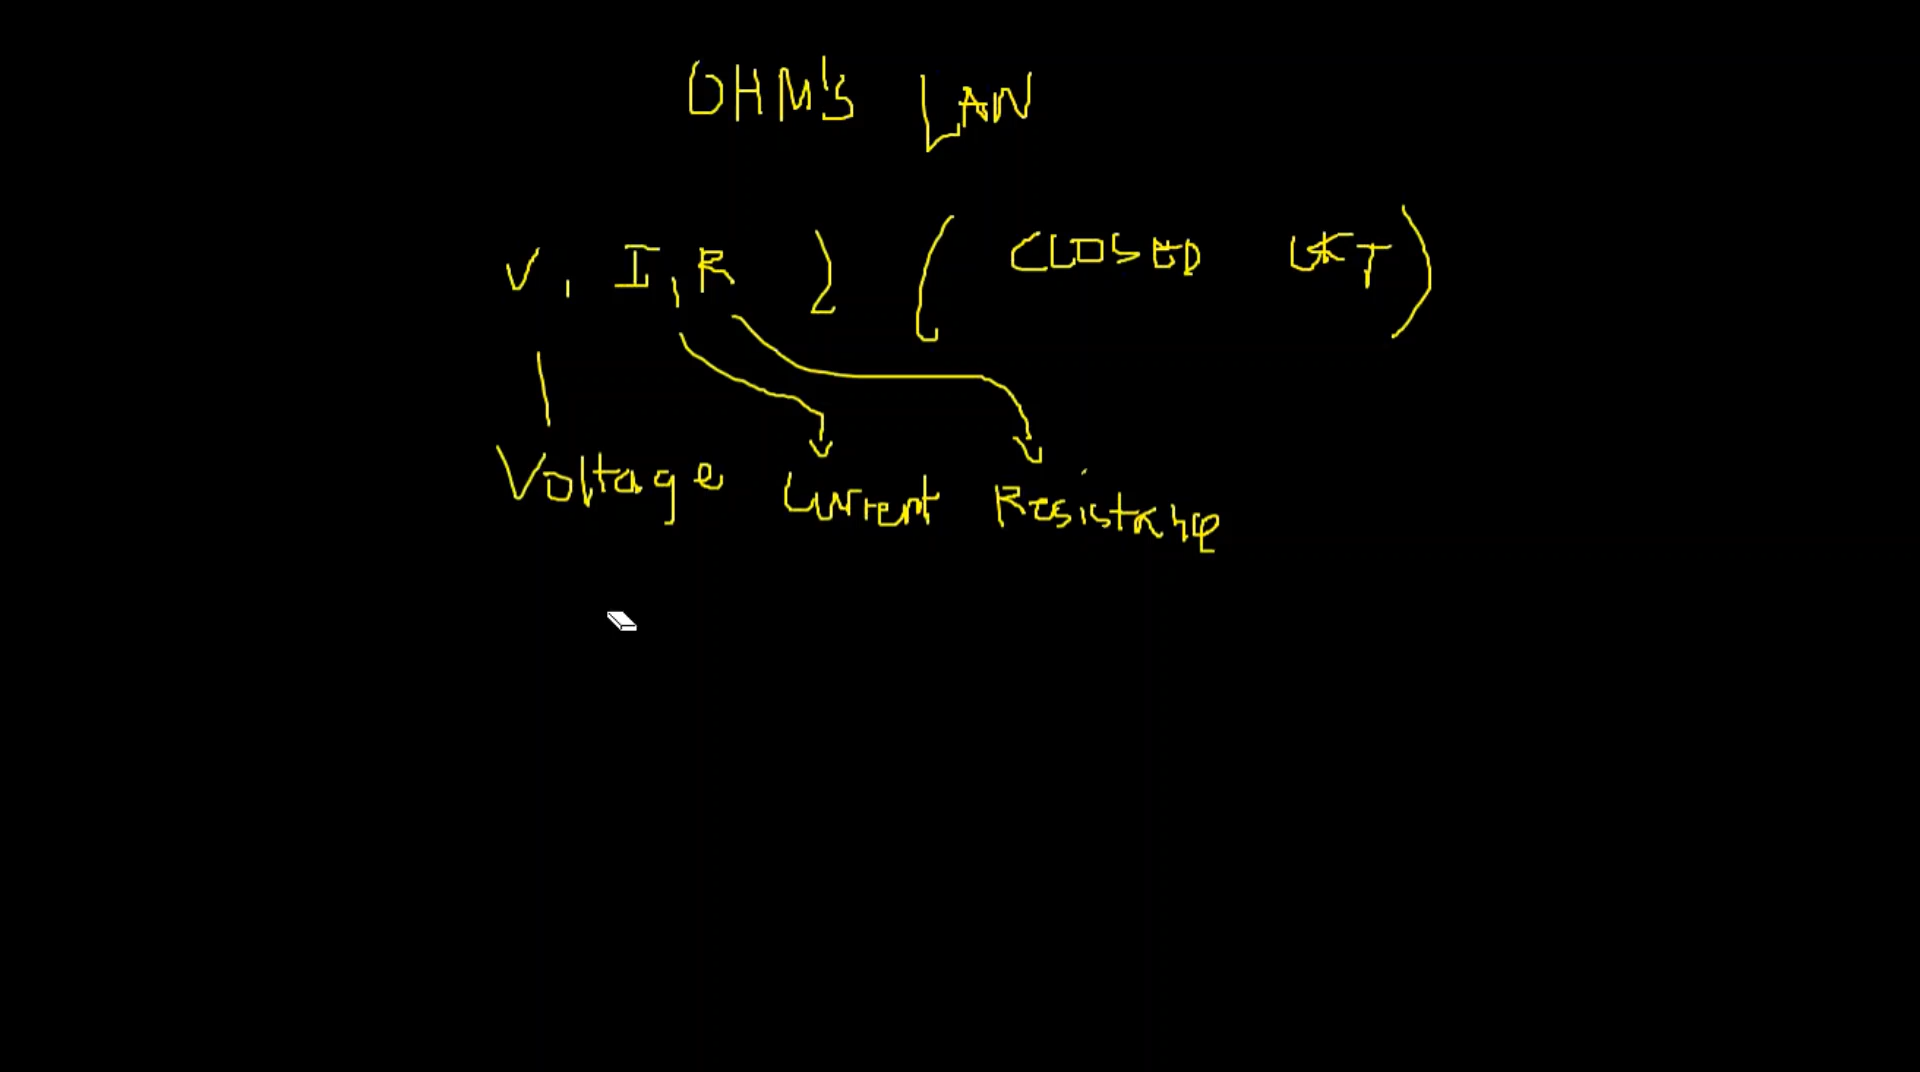 OHM's LAW
V, I, R } ( CLOSED CKT )
Voltage Current Resistance